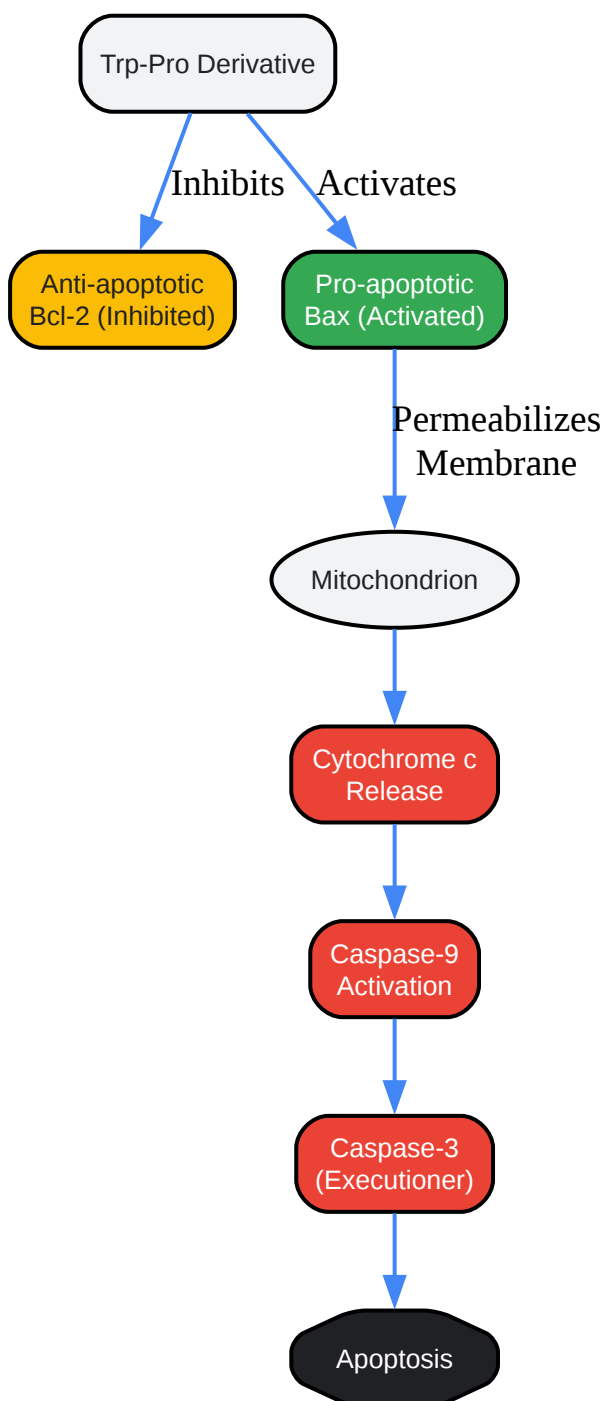 Trp-Pro Derivative
Inhibits
Activates
Anti-apoptotic
Bcl-2 (Inhibited)
Pro-apoptotic
Bax (Activated)
Permeabilizes
Membrane
Mitochondrion
Cytochrome c
Release
Caspase-9
Activation
Caspase-3
(Executioner)
Apoptosis